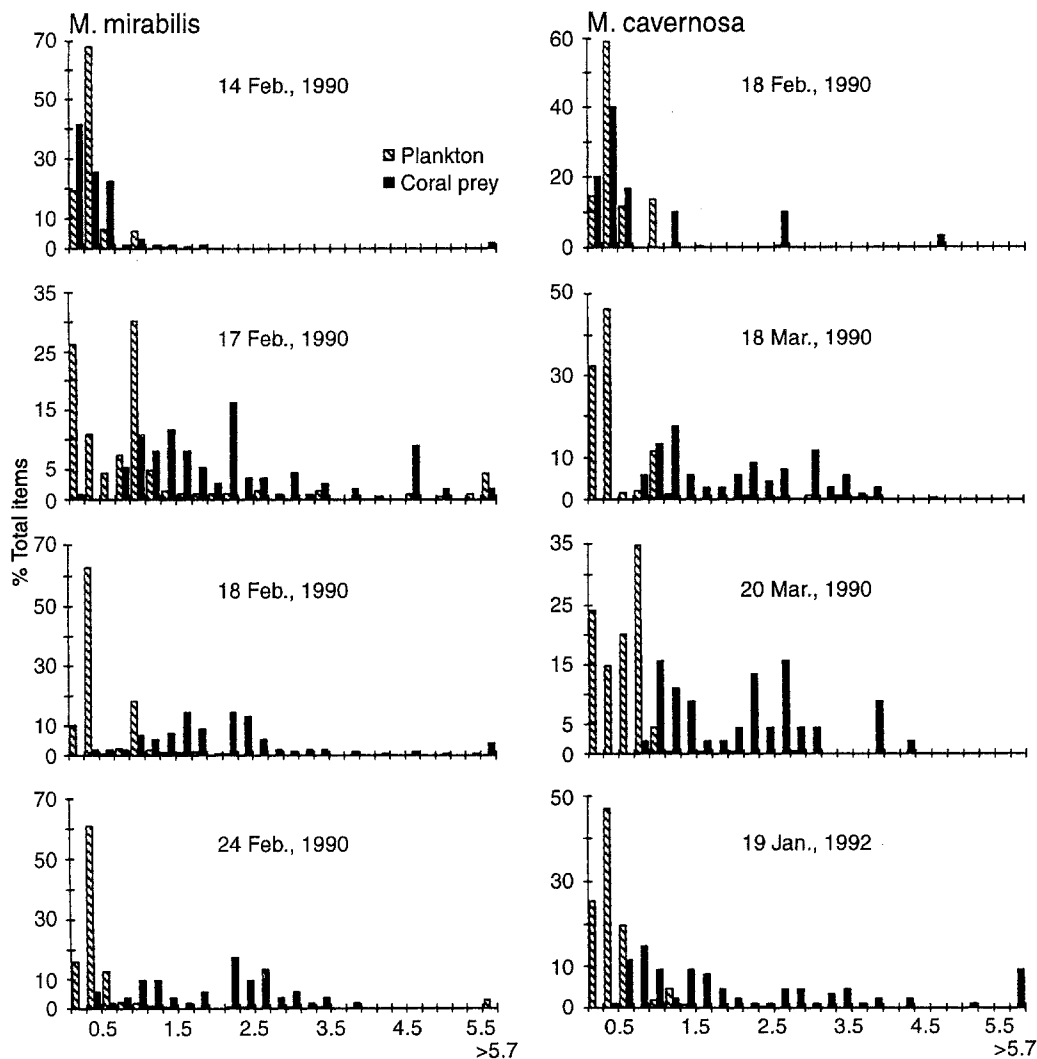 M. mirabilis
70
50
30
20
10
0
14 Feb., 1990
Plankton
Coral prey
35
25
15
10
5
0
17 Feb., 1990
% Total items
70
50
30
10
0
18 Feb., 1990
70
50
30
10
0
24 Feb., 1990
0.5 1.5 2.5 3.5 4.5 5.5
>5.7
M. cavernosa
60
40
20
10
0
18 Feb., 1990
50
30
10
0
18 Mar., 1990
35
25
15
5
0
20 Mar., 1990
50
30
10
0
19 Jan., 1992
0.5 1.5 2.5 3.5 4.5 5.5
>5.7